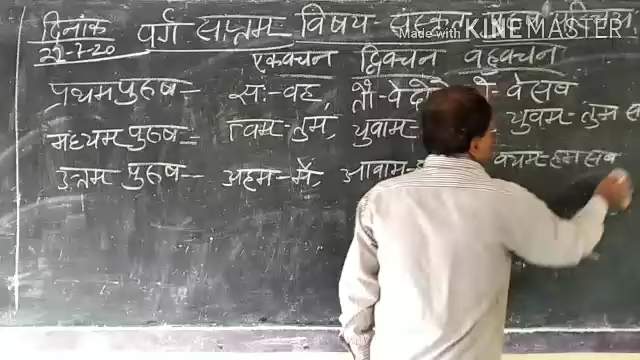 दिनांक वर्ग सप्तम विषय संस्कृत
22-7-20
Made with KINEMASTER
एकवचन द्विवचन बहुवचन
प्रथम पुरुष- सः-वह, तौ-वेदो वेसब
मध्यम पुरुष- त्वम-तुम, युवाम- युयम-तुम स
उत्तम पुरुष- अहम-मैं, आवाम- वयम-हम सब